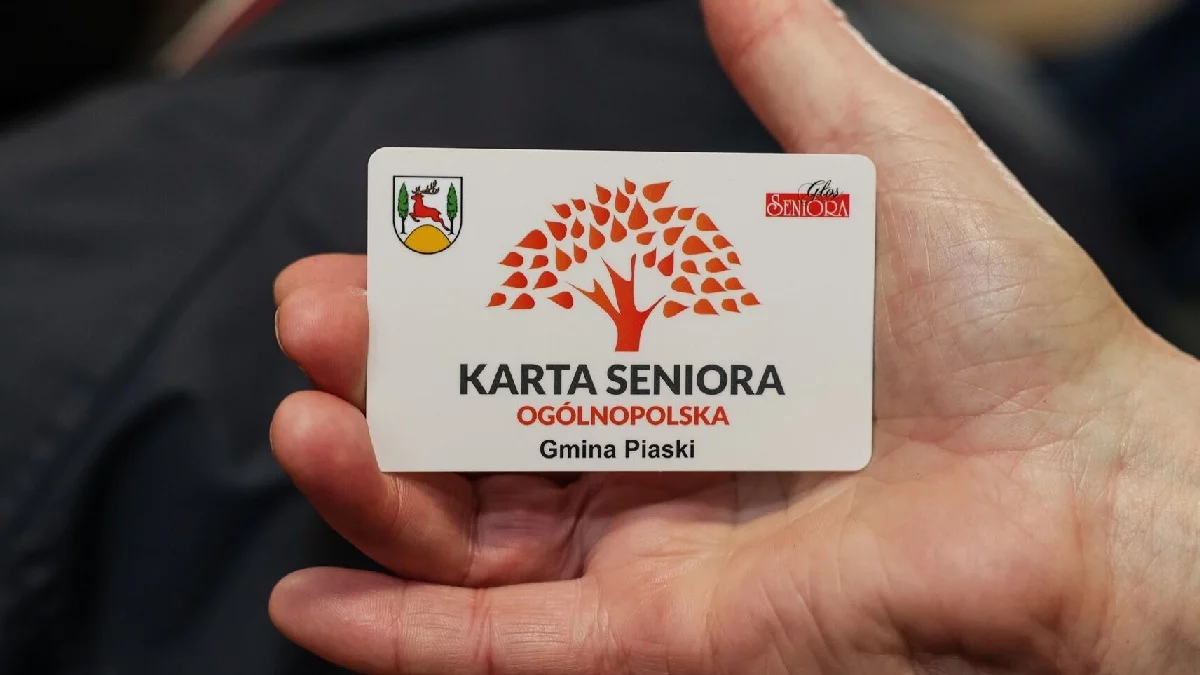 Głos
SENIORA
KARTA SENIORA
OGÓLNOPOLSKA
Gmina Piaski